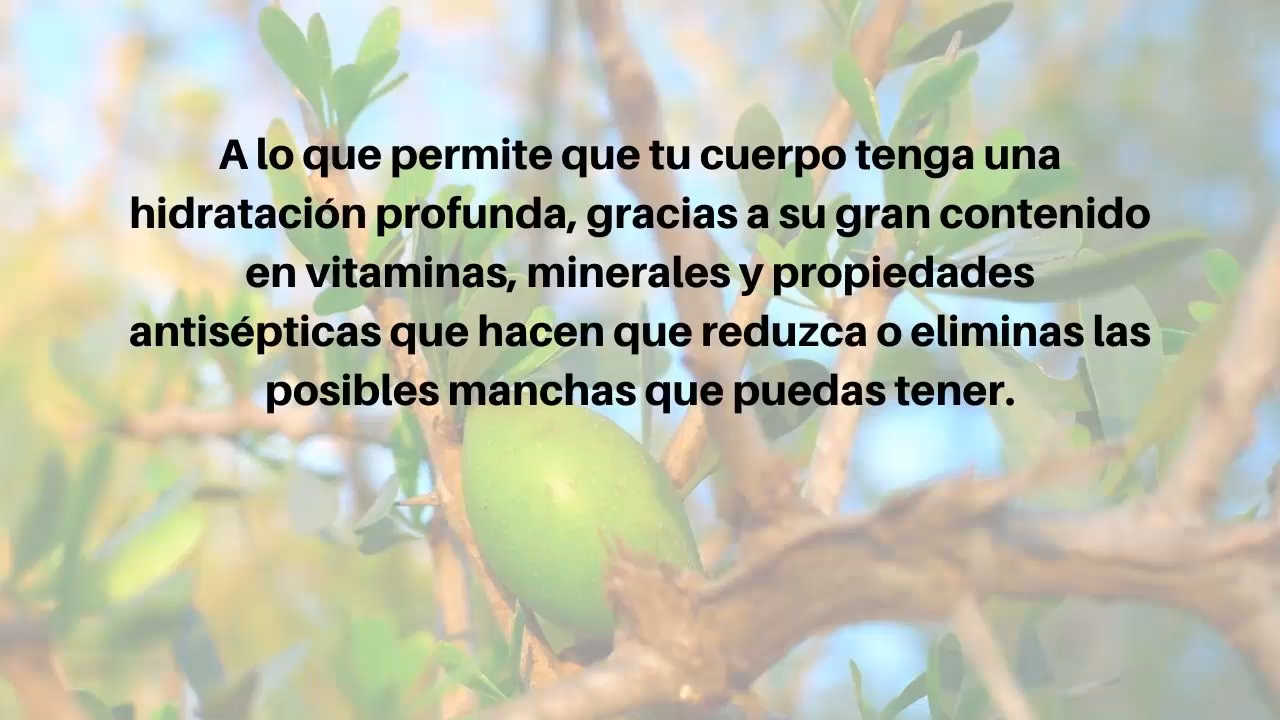 A lo que permite que tu cuerpo tenga una
hidratación profunda, gracias a su gran contenido
en vitaminas, minerales y propiedades
antisépticas que hacen que reduzca o eliminas las
posibles manchas que puedas tener.